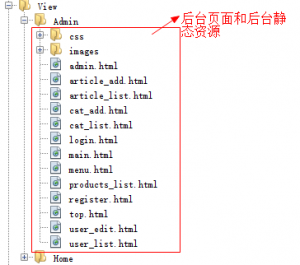 View
Admin
后台页面和后台静
态资源
css
images
admin.html
article_add.html
article_list.html
cat_add.html
cat_list.html
login.html
main.html
menu.html
products_list.html
register.html
top.html
user_edit.html
user_list.html
Home